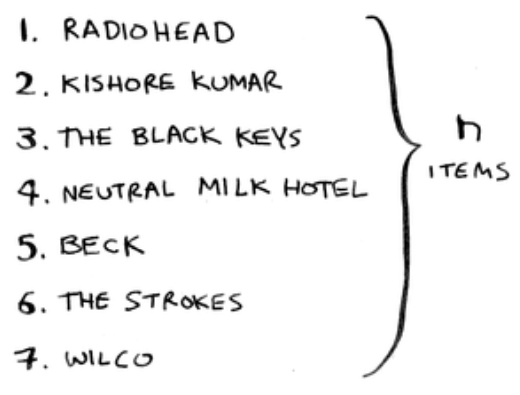 1. RADIOHEAD
2. KISHORE KUMAR
3. THE BLACK KEYS
4. NEUTRAL MILK HOTEL
5. BECK
6. THE STROKES
7. WILCO
n
ITEMS